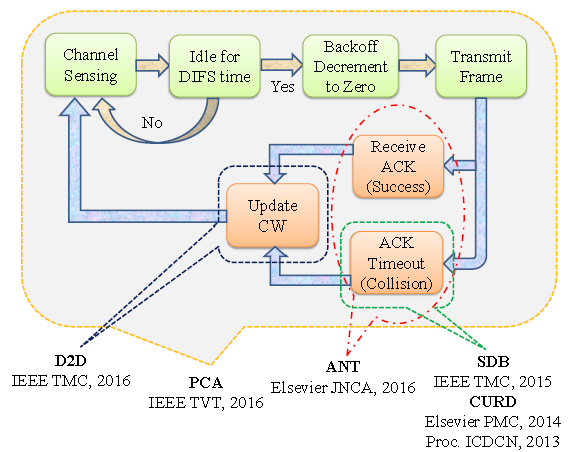 Channel
Sensing
Idle for
DIFS time
Backoff
Decrement
to Zero
Transmit
Frame
Yes
No
Receive
ACK
(Success)
Update
CW
ACK
Timeout
(Collision)
D2D
IEEE TMC, 2016
PCA
IEEE TVT, 2016
ANT
Elsevier JNCA, 2016
SDB
IEEE TMC, 2015
CURD
Elsevier PMC, 2014
Proc. ICDCN, 2013